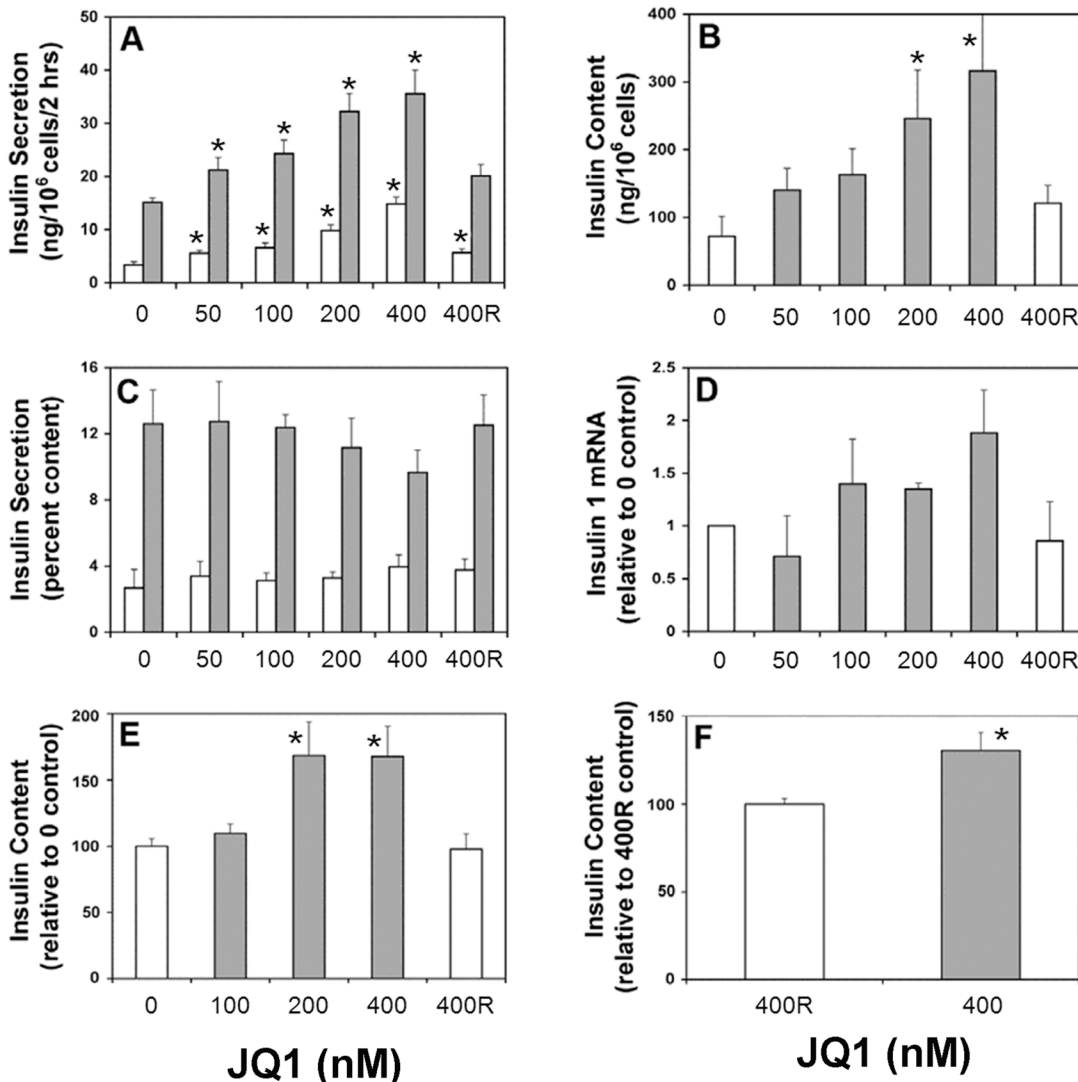 A
Insulin Secretion
(ng/10⁶ cells/2 hrs)
50
40
30
20
10
0
* * * *
* * * * *
0 50 100 200 400 400R
B
Insulin Content
(ng/10⁶ cells)
400
300
200
100
0
* *
0 50 100 200 400 400R
C
Insulin Secretion
(percent content)
16
12
8
4
0
0 50 100 200 400 400R
D
Insulin 1 mRNA
(relative to 0 control)
2.5
2
1.5
1
0.5
0
0 50 100 200 400 400R
E
Insulin Content
(relative to 0 control)
200
150
100
50
0
* *
0 100 200 400 400R
JQ1 (nM)
F
Insulin Content
(relative to 400R control)
150
100
50
0
*
400R 400
JQ1 (nM)